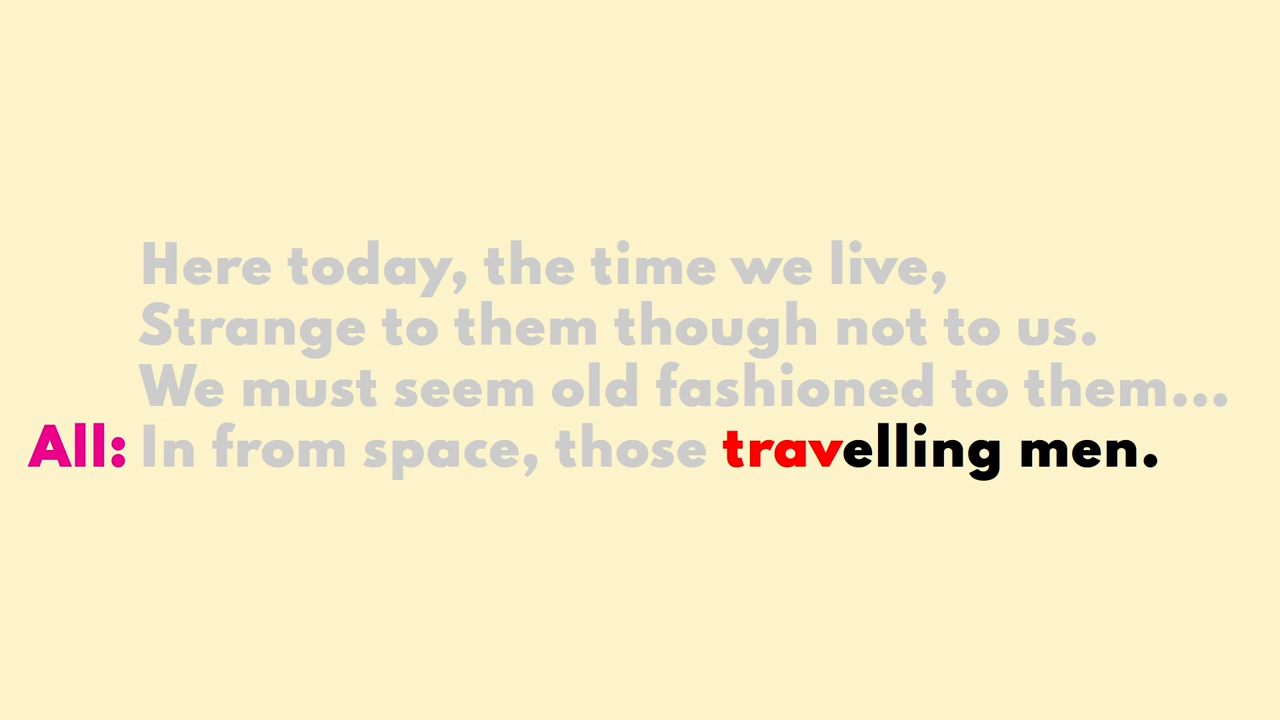 Here today, the time we live,
Strange to them though not to us.
We must seem old fashioned to them...
All: In from space, those travelling men.